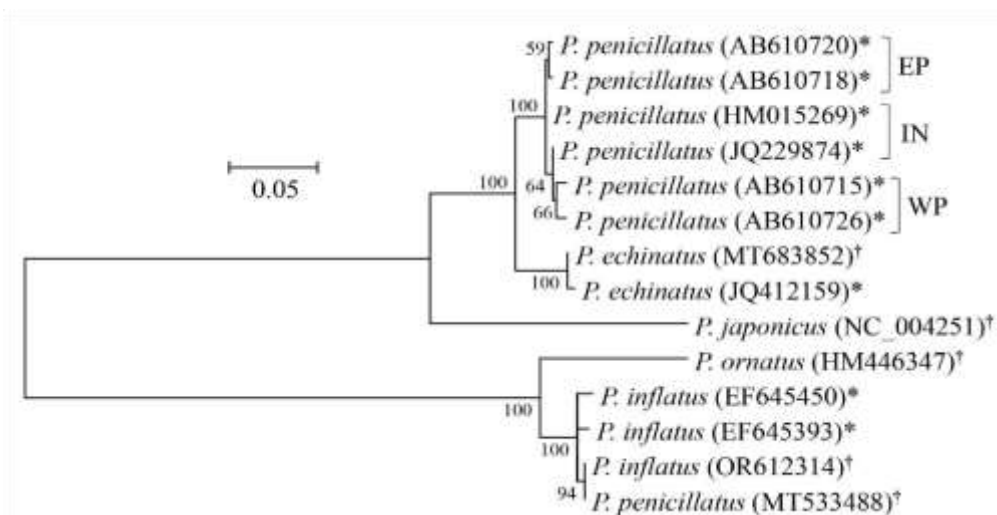 59 P. penicillatus (AB610720)*
P. penicillatus (AB610718)*
EP
100 P. penicillatus (HM015269)*
P. penicillatus (JQ229874)*
IN
0.05
100
64 P. penicillatus (AB610715)*
66 P. penicillatus (AB610726)*
WP
P. echinatus (MT683852)†
100 P. echinatus (JQ412159)*
P. japonicus (NC_004251)†
P. ornatus (HM446347)†
100
P. inflatus (EF645450)*
100 P. inflatus (EF645393)*
P. inflatus (OR612314)†
94 P. penicillatus (MT533488)†